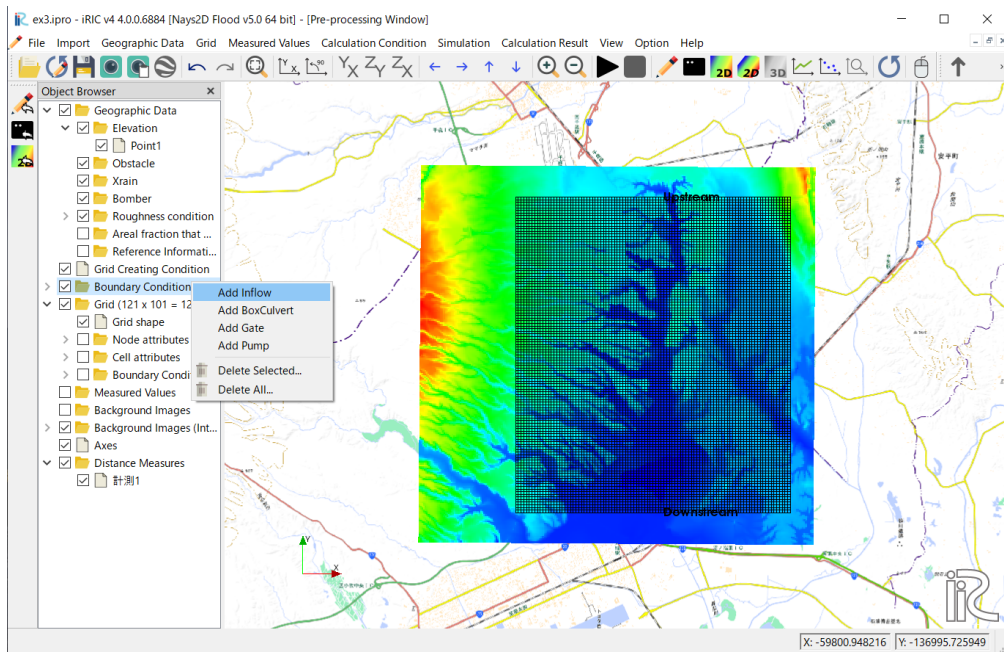 ex3.ipro - iRIC v4 4.0.0.6884 [Nays2D Flood v5.0 64 bit] - [Pre-processing Window]
File Import Geographic Data Grid Measured Values Calculation Condition Simulation Calculation Result View Option Help
Object Browser
Geographic Data
Elevation
Point1
Obstacle
Xrain
Bomber
Roughness condition
Areal fraction that ...
Reference Informati...
Grid Creating Condition
Boundary Condition
Grid (121 x 101 = 12
Grid shape
Node attributes
Cell attributes
Boundary Condi
Measured Values
Background Images
Background Images (Int...
Axes
Distance Measures
計測1
Add Inflow
Add BoxCulvert
Add Gate
Add Pump
Delete Selected...
Delete All...
Upstream
Downstream
安平町
Y
X
iRIC
X: -59800.948216 Y: -136995.725949